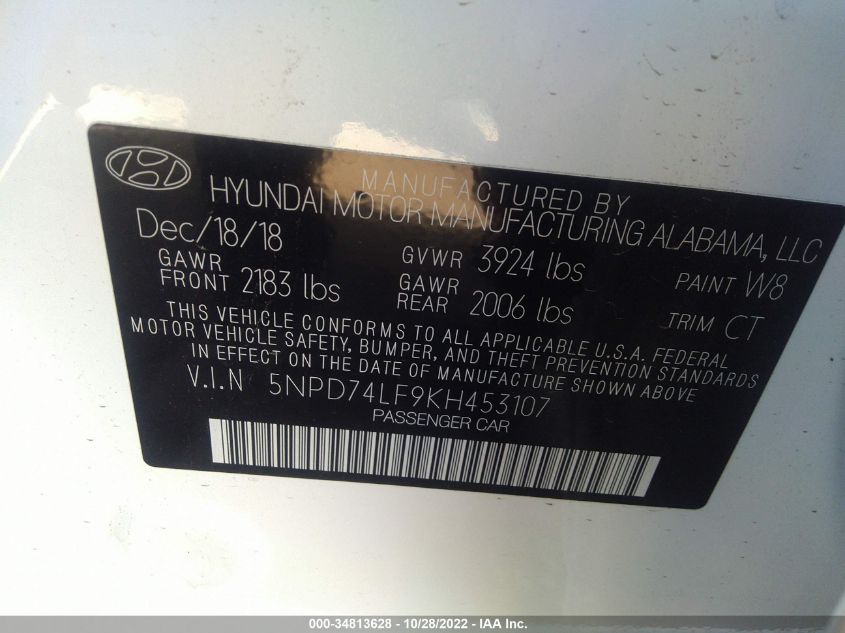 MANUFACTURED BY
HYUNDAI MOTOR MANUFACTURING ALABAMA, LLC
Dec/18/18
GAWR FRONT 2183 lbs
GVWR 3924 lbs
GAWR REAR 2006 lbs
PAINT W8
TRIM CT
THIS VEHICLE CONFORMS TO ALL APPLICABLE U.S.A. FEDERAL
MOTOR VEHICLE SAFETY, BUMPER, AND THEFT PREVENTION STANDARDS
IN EFFECT ON THE DATE OF MANUFACTURE SHOWN ABOVE
V.I.N 5NPD74LF9KH453107
PASSENGER CAR
000-34813628 - 10/28/2022 - IAA Inc.